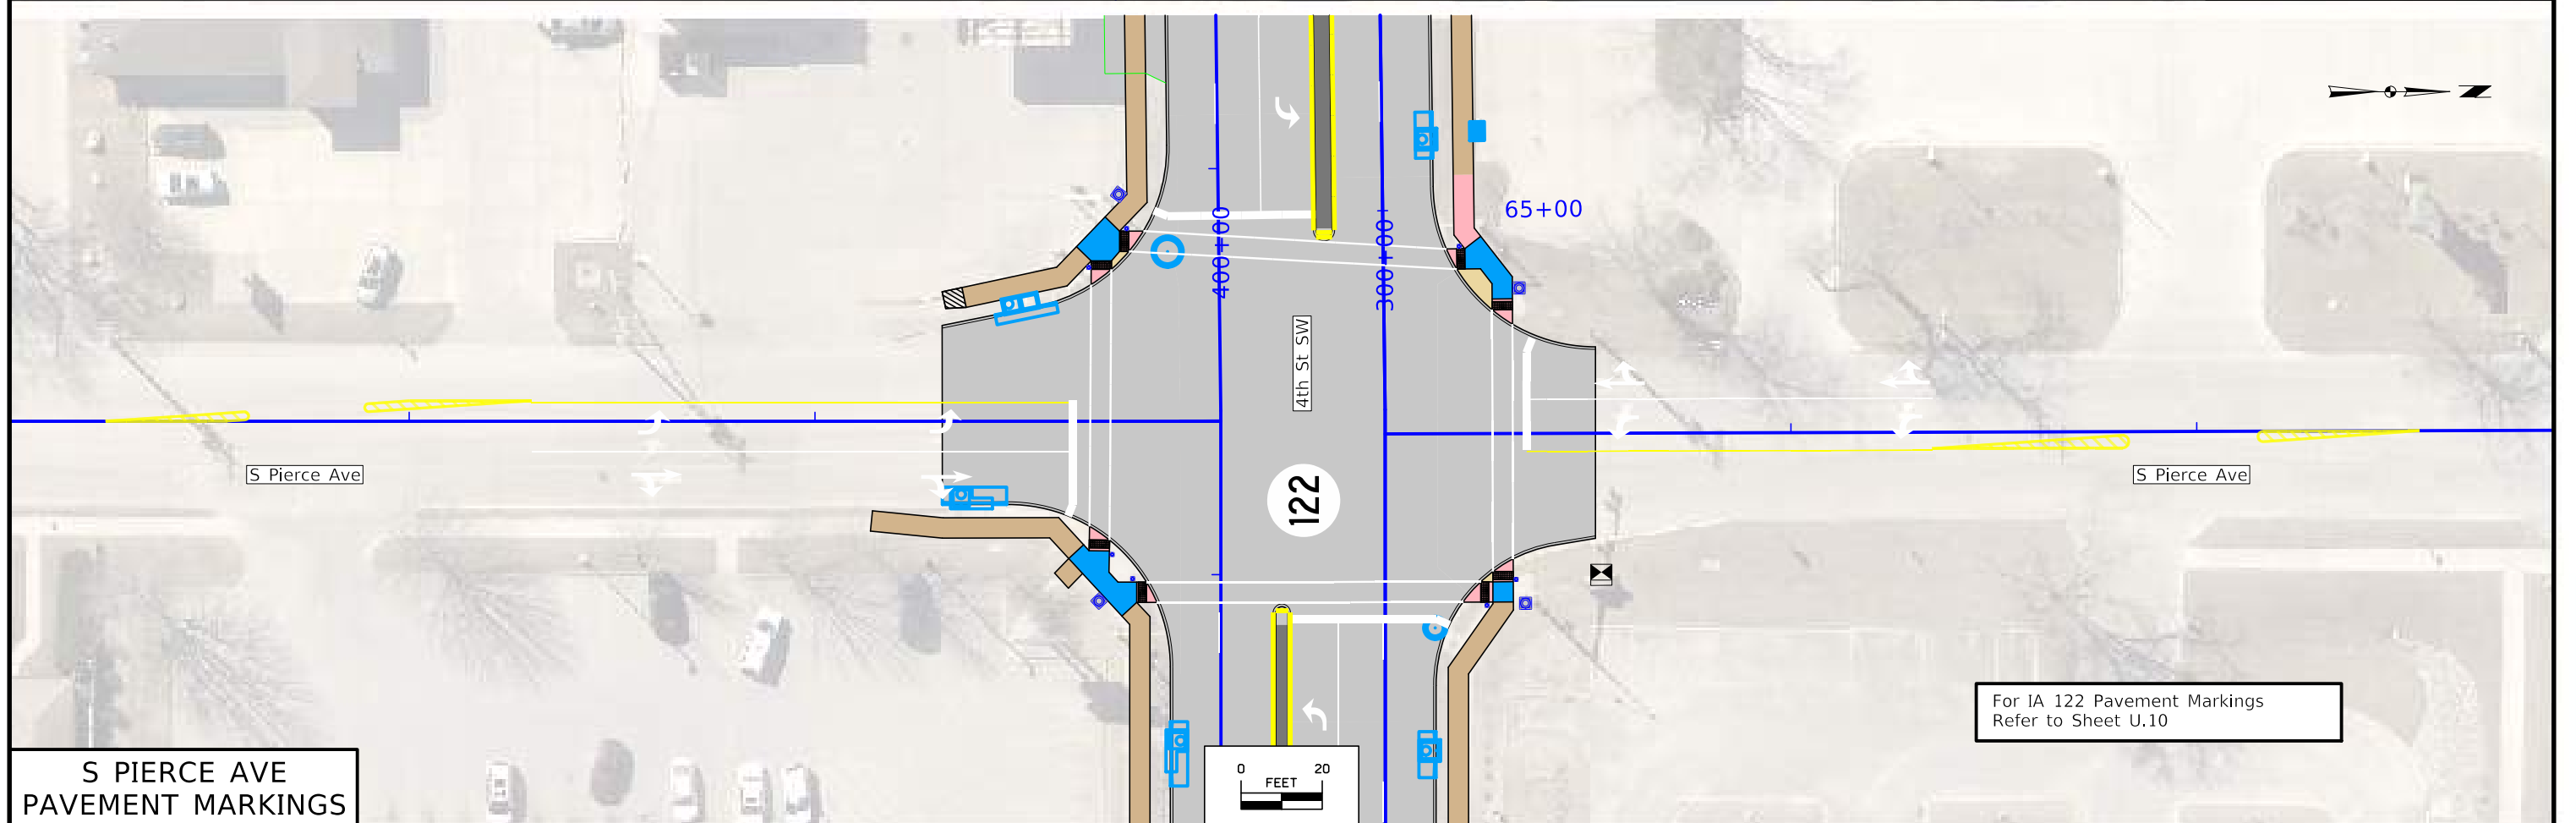 65+00
400+00
300+00
4th St SW
S Pierce Ave
S Pierce Ave
122
For IA 122 Pavement Markings
Refer to Sheet U.10
S PIERCE AVE
PAVEMENT MARKINGS
0 20
FEET